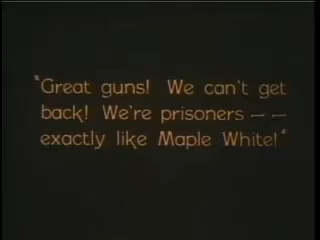 "Great guns! We can't get
back! We're prisoners — —
exactly like Maple White!"